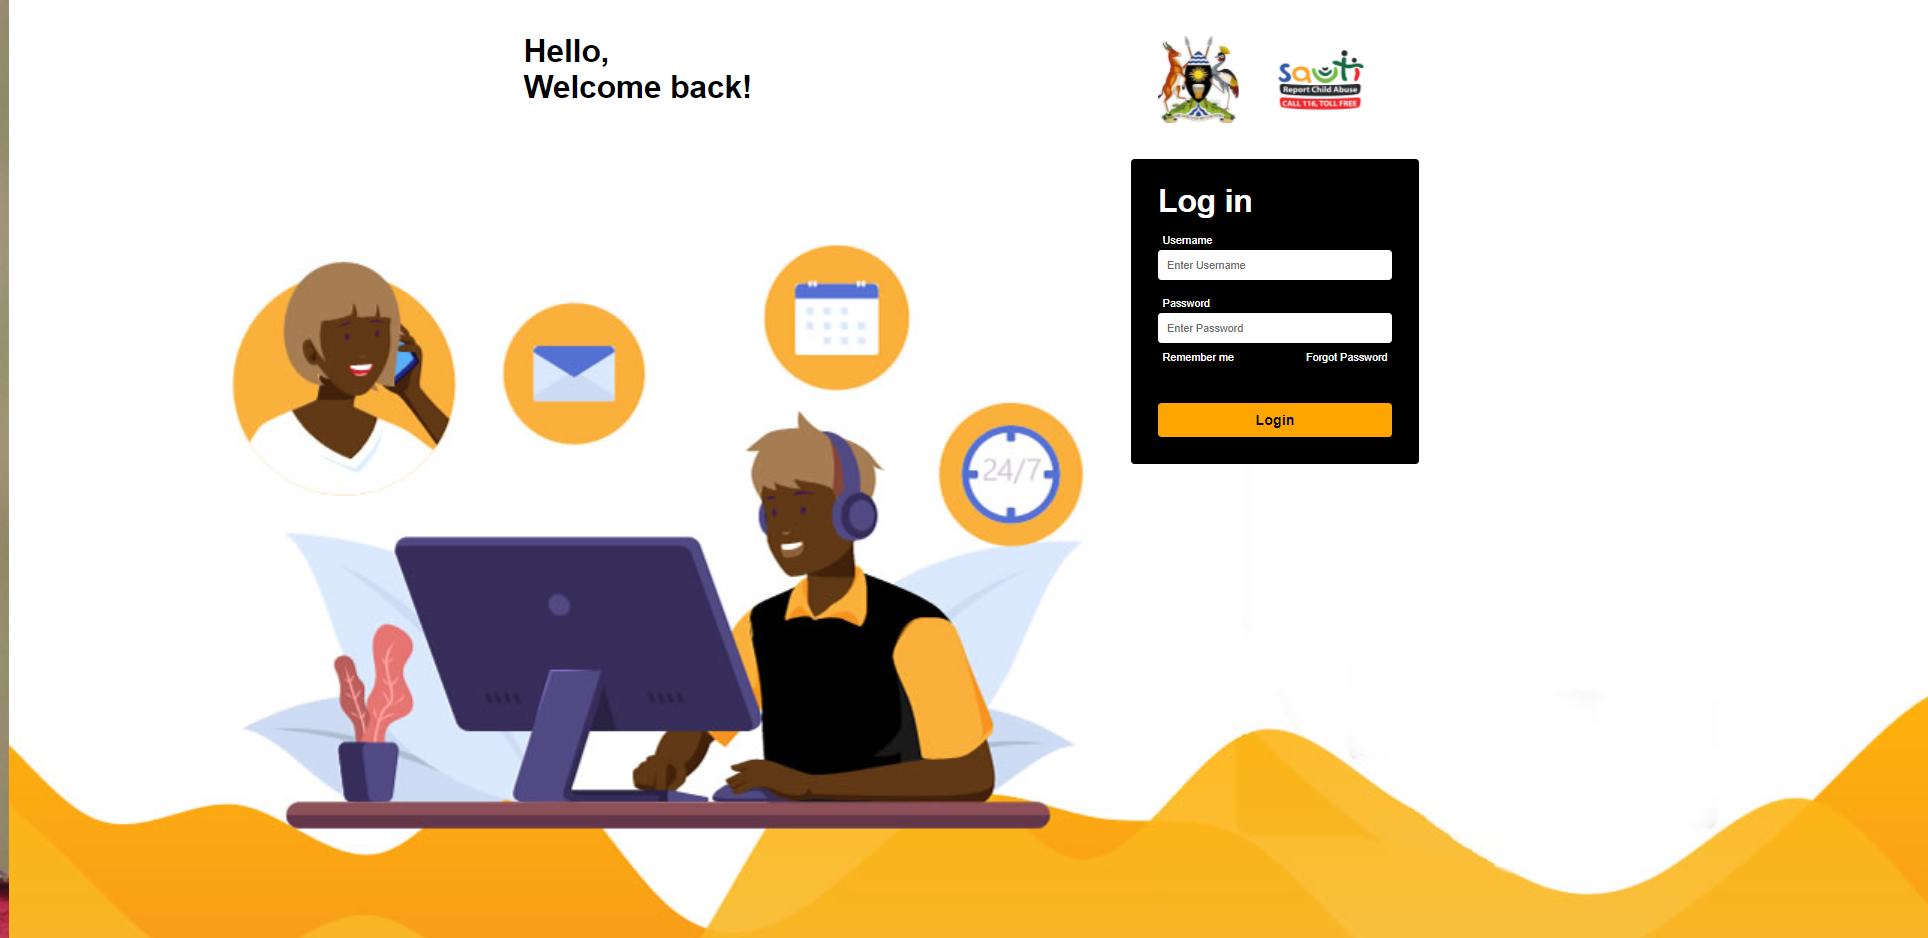 Hello,
Welcome back!
sauti
Report Child Abuse
CALL 116, TOLL FREE
Log in
Username
Enter Username
Password
Enter Password
Remember me
Forgot Password
Login
24/7